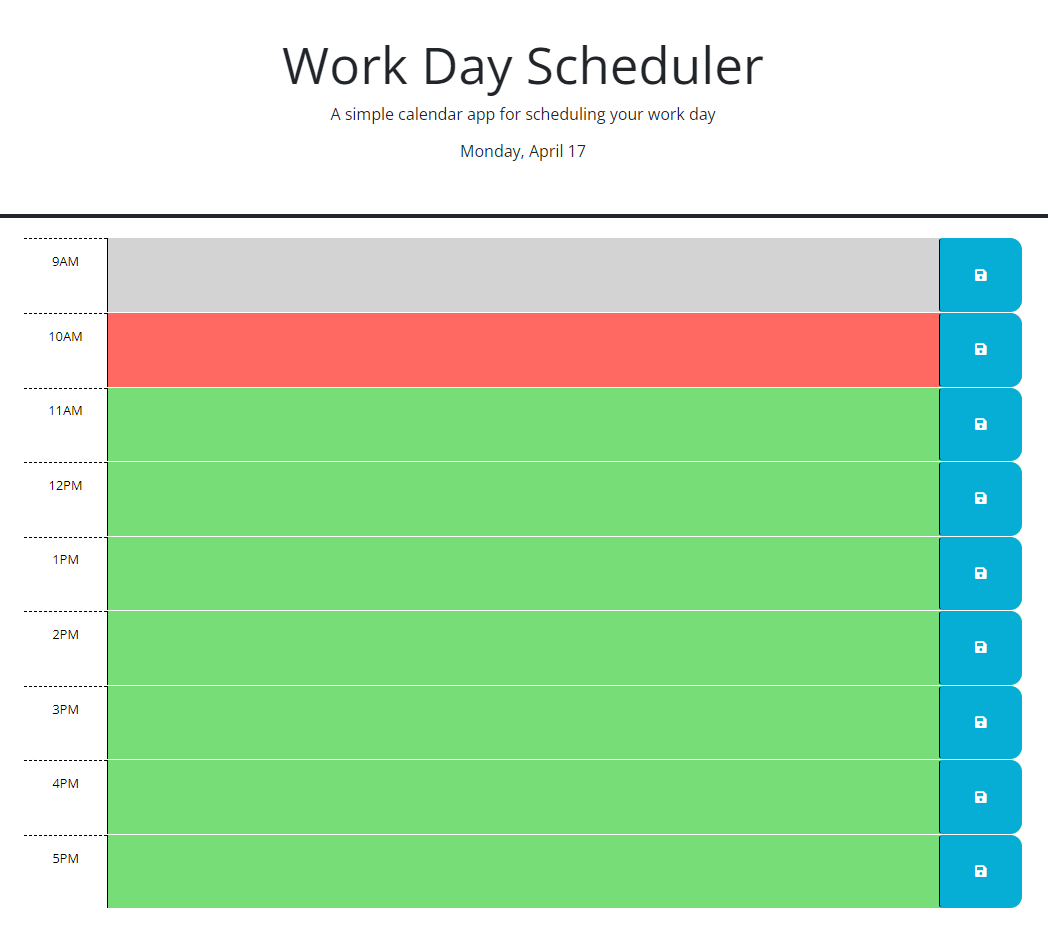 Work Day Scheduler
A simple calendar app for scheduling your work day
Monday, April 17
9AM
10AM
11AM
12PM
1PM
2PM
3PM
4PM
5PM